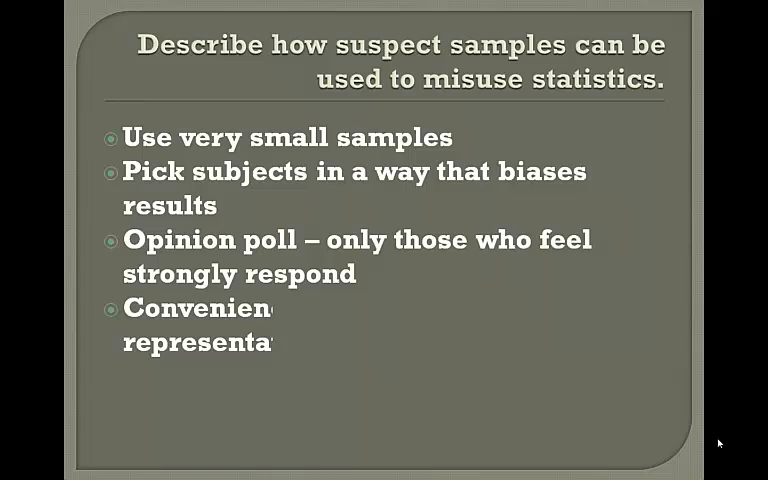 Describe how suspect samples can be
used to misuse statistics.
Use very small samples
Pick subjects in a way that biases
results
Opinion poll – only those who feel
strongly respond